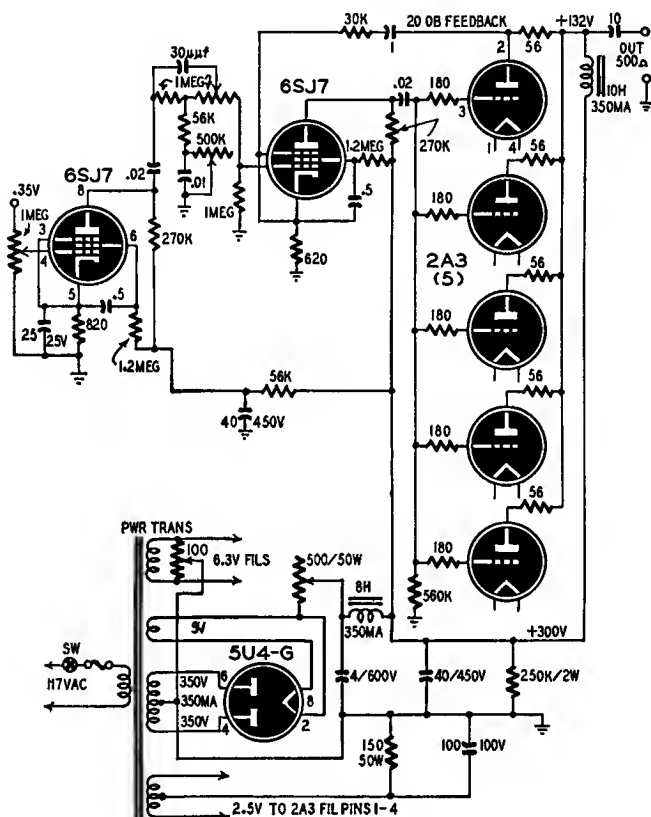 30K
20 OB FEEDBACK
+132V
10
1
2
56
OUT
500Ω
30µµf
1MEG?
6SJ7
.02
180
3
10H
350MA
56K
500K
1.2MEG
270K
1
4
56
6SJ7
.02
.01
.5
180
.35V
8
1MEG
1MEG
3
6
4
270K
620
2A3
(5)
56
180
5
.5
25
25V
820
1.2MEG
56
56K
180
40
450V
56
PWR TRANS
100
6.3V FILS
500/50W
180
8H
350MA
560K
5V
5U4-G
+300V
SW
117VAC
350V
6
350MA
8
350V
4
2
4/600V
40/450V
250K/2W
150
50W
100
100V
2.5V TO 2A3 FIL PINS 1-4